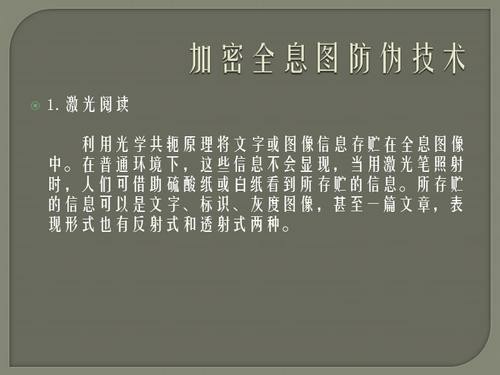 加密全息图防伪技术
1.激光阅读
利用光学共轭原理将文字或图像信息存贮在全息图像
中。在普通环境下，这些信息不会显现，当用激光笔照射
时，人们可借助硫酸纸或白纸看到所存贮的信息。所存贮
的信息可以是文字、标识、灰度图像，甚至一篇文章，表
现形式也有反射式和透射式两种。